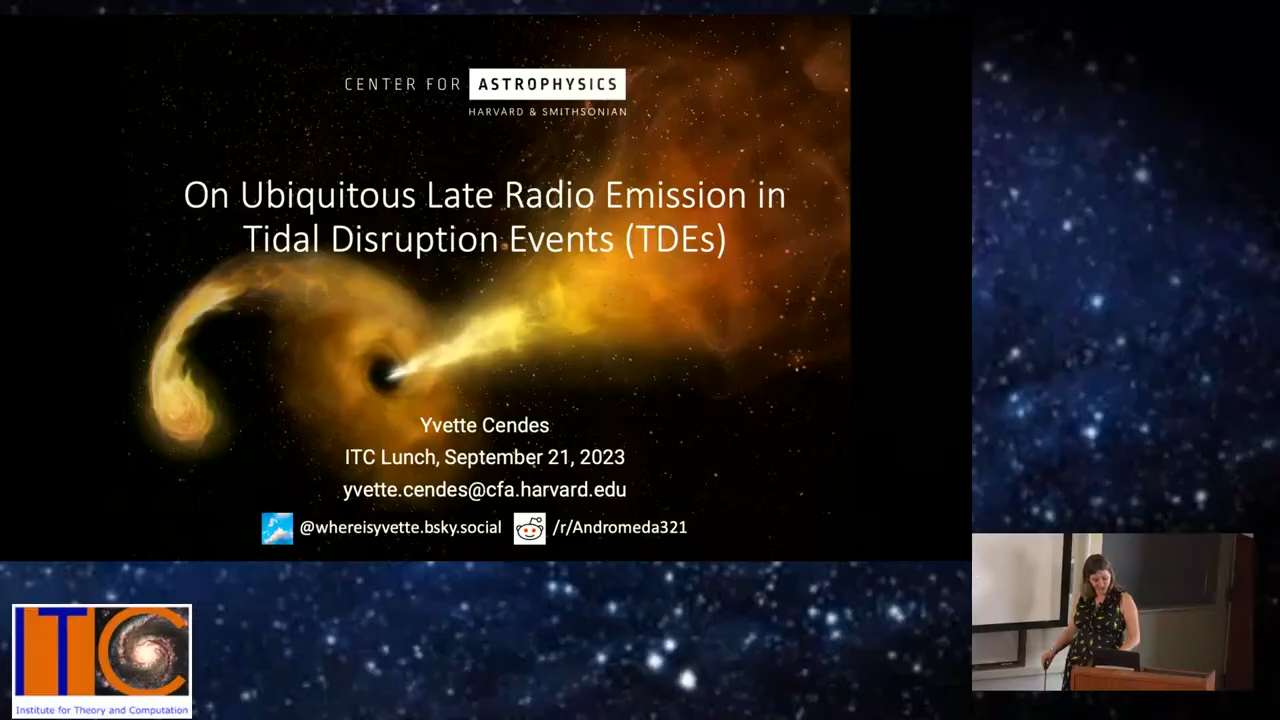 CENTER FOR ASTROPHYSICS
HARVARD & SMITHSONIAN
On Ubiquitous Late Radio Emission in
Tidal Disruption Events (TDEs)
Yvette Cendes
ITC Lunch, September 21, 2023
yvette.cendes@cfa.harvard.edu
@whereisyvette.bsky.social /r/Andromeda321
ITC
Institute for Theory and Computation